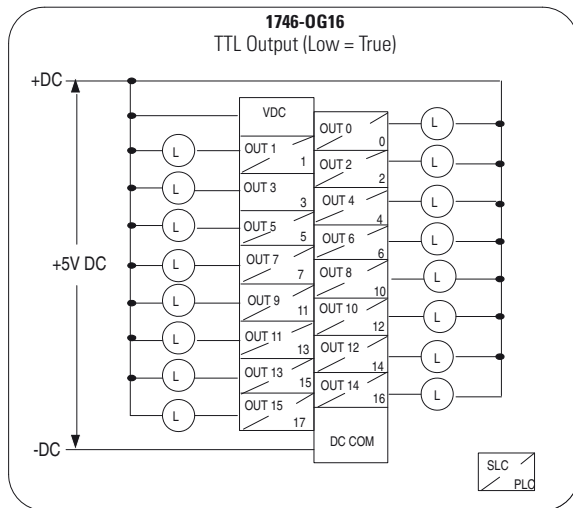 1746-OG16
TTL Output (Low = True)
+DC
VDC
OUT 0
0
L
L
OUT 1
1
OUT 2
2
L
L
OUT 3
3
OUT 4
4
L
L
OUT 5
5
OUT 6
6
L
+5V DC
L
OUT 7
7
OUT 8
10
L
L
OUT 9
11
OUT 10
12
L
L
OUT 11
13
OUT 12
14
L
L
OUT 13
15
OUT 14
16
L
L
OUT 15
17
-DC
DC COM
SLC
PLC